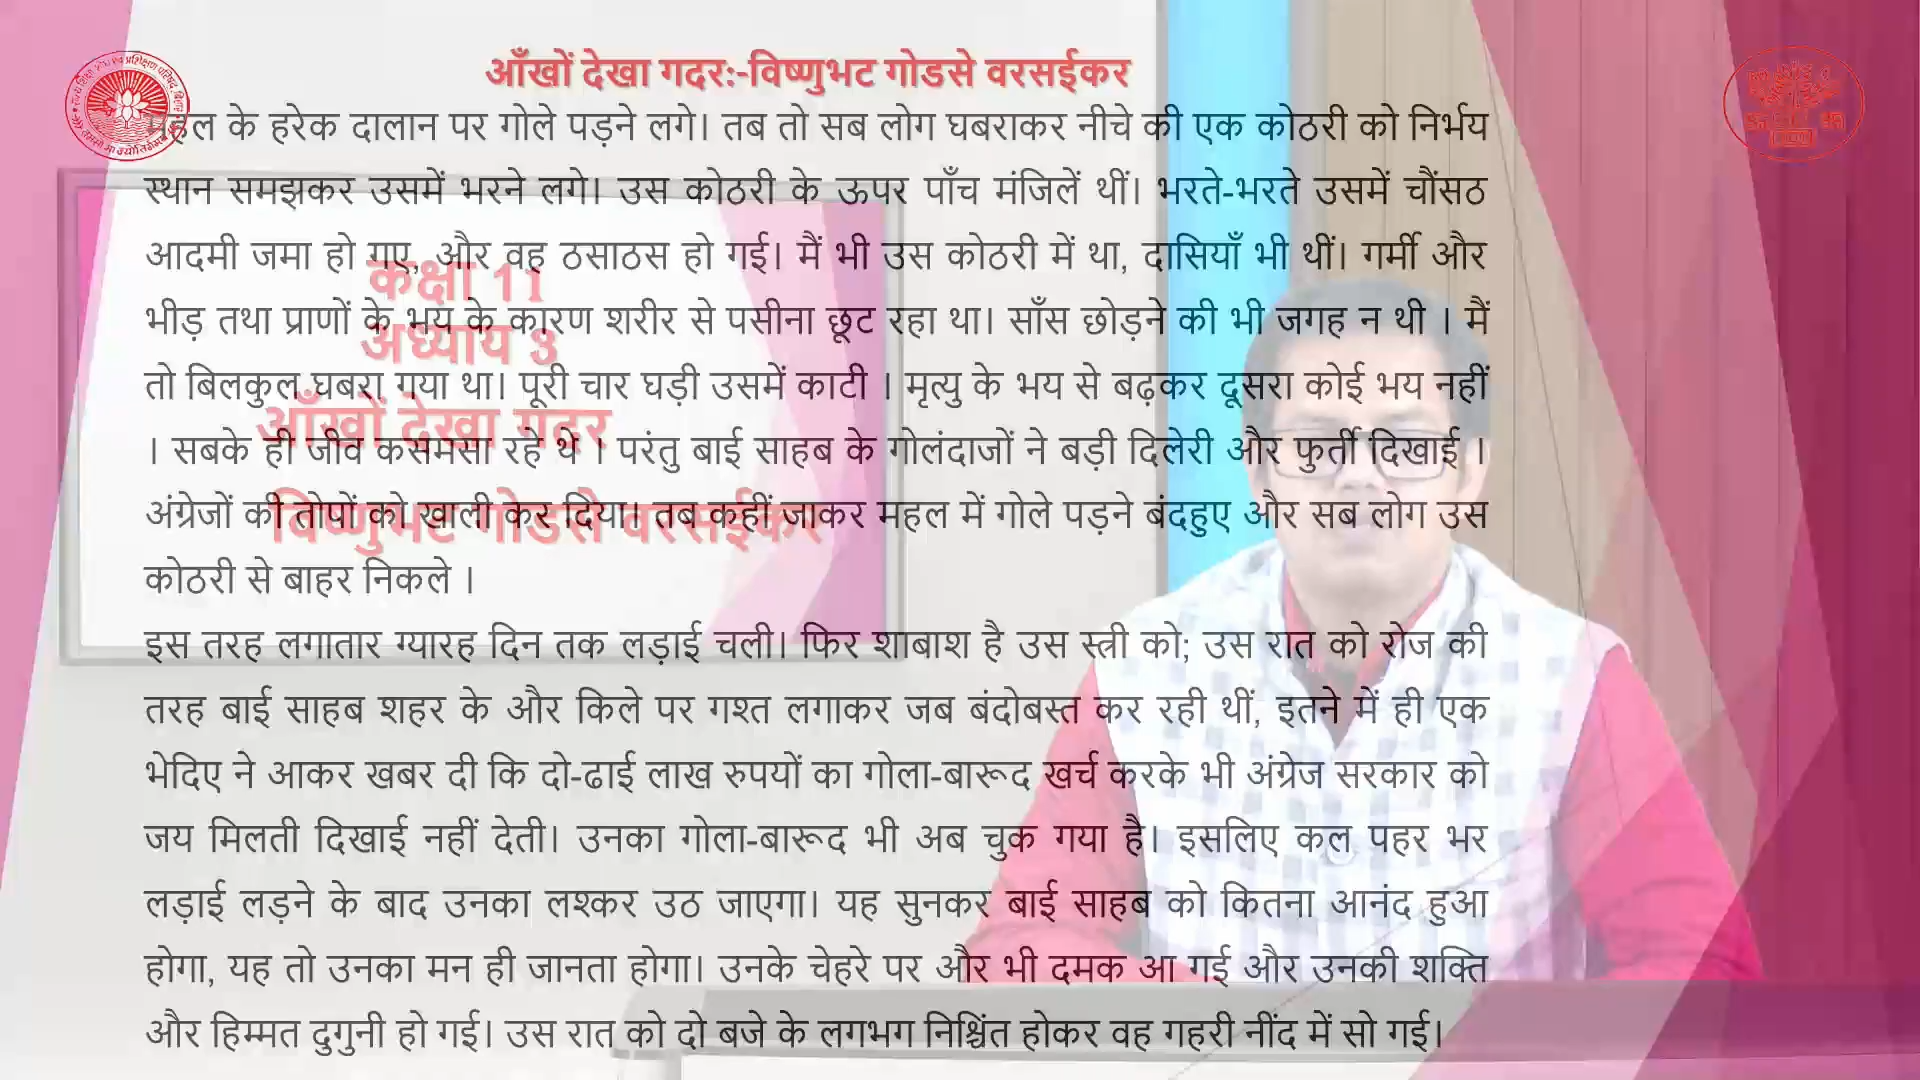 आँखों देखा गदर:-विष्णुभट गोडसे वरसईकर
महल के हरेक दालान पर गोले पड़ने लगे। तब तो सब लोग घबराकर नीचे की एक कोठरी को निर्भय
स्थान समझकर उसमें भरने लगे। उस कोठरी के ऊपर पाँच मंजिलें थीं। भरते-भरते उसमें चौंसठ
आदमी जमा हो गए, और वह ठसाठस हो गई। मैं भी उस कोठरी में था, दासियाँ भी थीं। गर्मी और
भीड़ तथा प्राणों के भय के कारण शरीर से पसीना छूट रहा था। साँस छोड़ने की भी जगह न थी । मैं
तो बिलकुल घबरा गया था। पूरी चार घड़ी उसमें काटी । मृत्यु के भय से बढ़कर दूसरा कोई भय नहीं
। सबके ही जीव कसमसा रहे थे । परंतु बाई साहब के गोलंदाजों ने बड़ी दिलेरी और फुर्ती दिखाई ।
अंग्रेजों की तोपों को खाली कर दिया। तब कहीं जाकर महल में गोले पड़ने बंदहुए और सब लोग उस
कोठरी से बाहर निकले ।
इस तरह लगातार ग्यारह दिन तक लड़ाई चली। फिर शाबाश है उस स्त्री को; उस रात को रोज की
तरह बाई साहब शहर के और किले पर गश्त लगाकर जब बंदोबस्त कर रही थीं, इतने में ही एक
भेदिए ने आकर खबर दी कि दो-ढाई लाख रुपयों का गोला-बारूद खर्च करके भी अंग्रेज सरकार को
जय मिलती दिखाई नहीं देती। उनका गोला-बारूद भी अब चुक गया है। इसलिए कल पहर भर
लड़ाई लड़ने के बाद उनका लश्कर उठ जाएगा। यह सुनकर बाई साहब को कितना आनंद हुआ
होगा, यह तो उनका मन ही जानता होगा। उनके चेहरे पर और भी दमक आ गई और उनकी शक्ति
और हिम्मत दुगुनी हो गई। उस रात को दो बजे के लगभग निश्चिंत होकर वह गहरी नींद में सो गई।
कक्षा 11
अध्याय 3
आँखों देखा गदर
विष्णुभट गोडसे वरसईकर